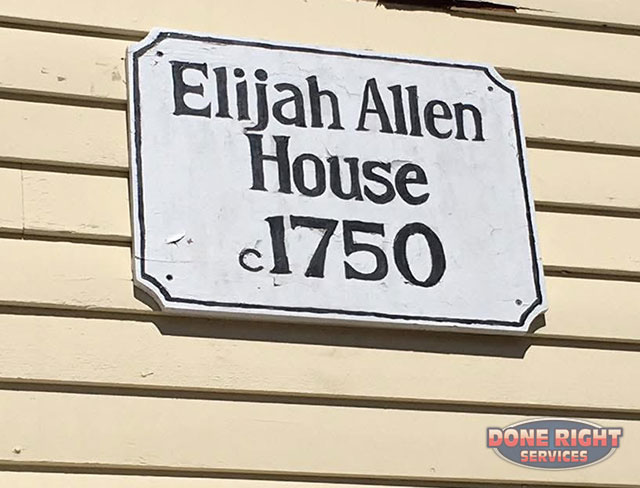 Elijah Allen
House
c1750
DONE RIGHT
SERVICES